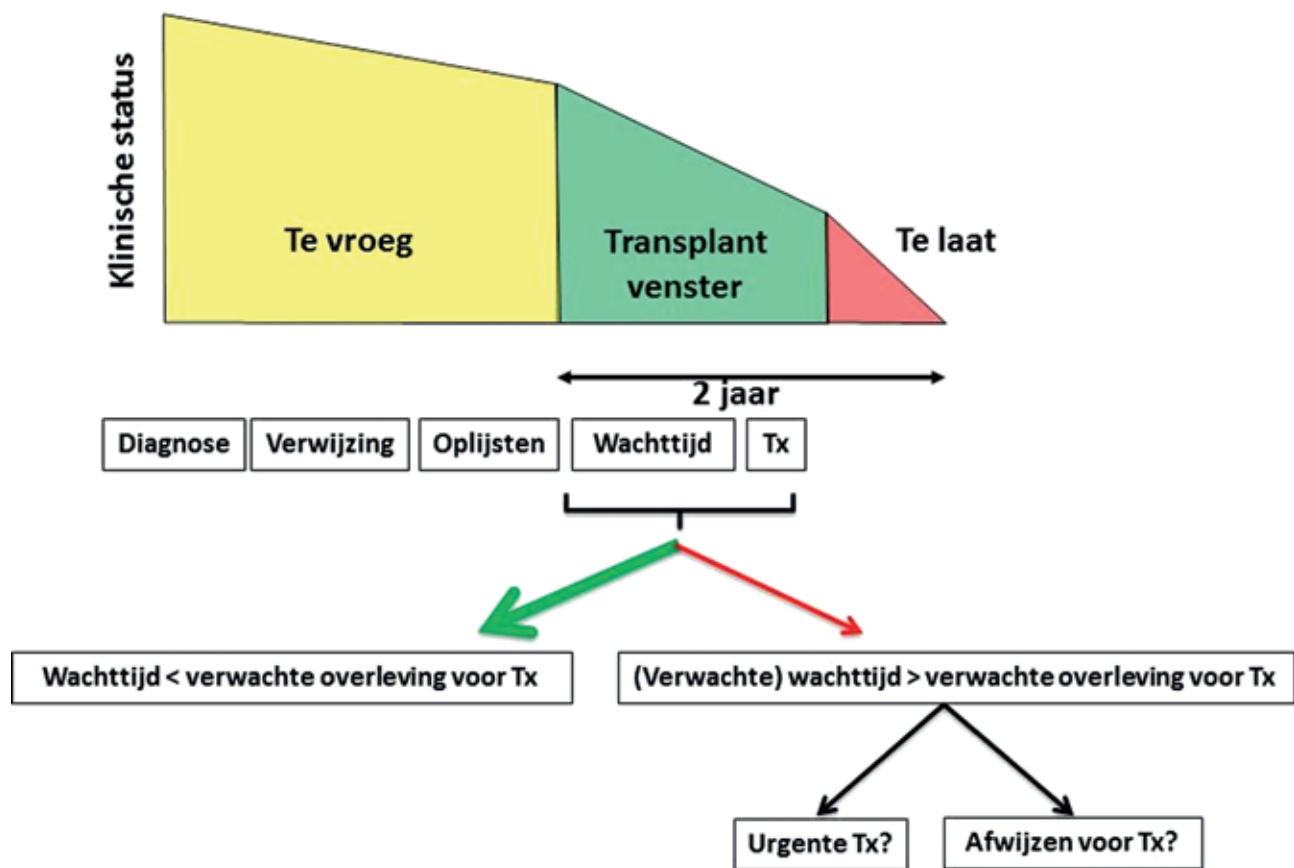 Klinische status
Te vroeg
Transplant
venster
Te laat
2 jaar
Diagnose
Verwijzing
Oplijsten
Wachttijd
Tx
Wachttijd < verwachte overleving voor Tx
(Verwachte) wachttijd > verwachte overleving voor Tx
Urgente Tx?
Afwijzen voor Tx?